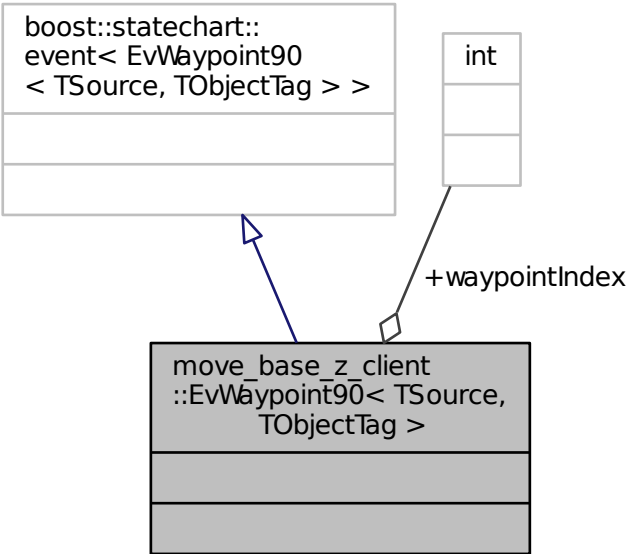 boost::statechart::
event< EvWaypoint90
< TSource, TObjectTag > >
int
+waypointIndex
move_base_z_client
::EvWaypoint90< TSource,
TObjectTag >